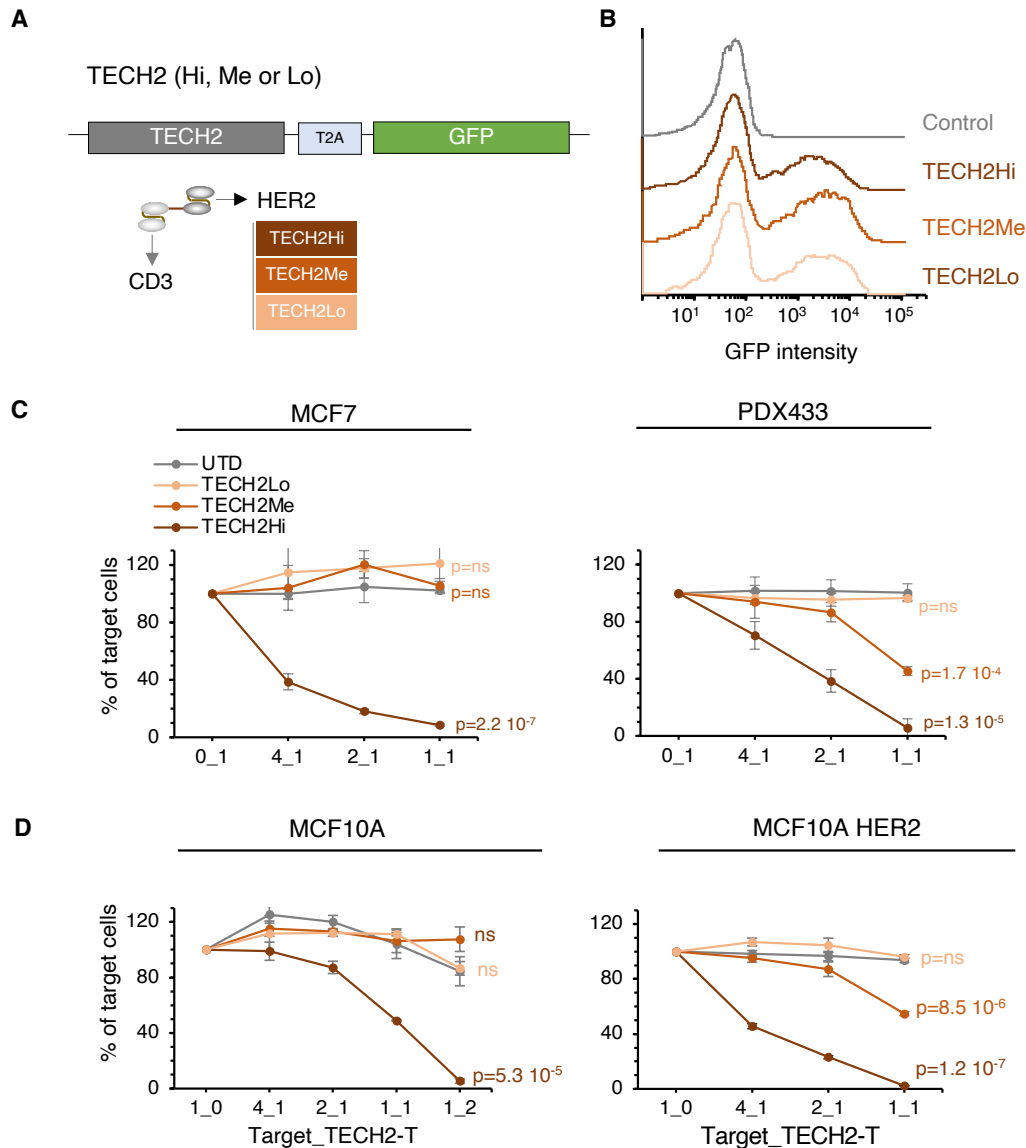 A
TECH2 (Hi, Me or Lo)
TECH2
T2A
GFP
HER2
CD3
TECH2Hi
TECH2Me
TECH2Lo
B
Control
TECH2Hi
TECH2Me
TECH2Lo
10¹ 10² 10³ 10⁴ 10⁵
GFP intensity
C
MCF7
UTD
TECH2Lo
TECH2Me
TECH2Hi
% of target cells
120
80
40
0
0_1 4_1 2_1 1_1
p=ns
p=ns
p=2.2 10⁻⁷
PDX433
120
80
40
0
0_1 4_1 2_1 1_1
p=ns
p=1.7 10⁻⁴
p=1.3 10⁻⁵
D
MCF10A
% of target cells
120
80
40
0
1_0 4_1 2_1 1_1 1_2
Target_TECH2-T
ns
ns
p=5.3 10⁻⁵
MCF10A HER2
120
80
40
0
1_0 4_1 2_1 1_1
Target_TECH2-T
p=ns
p=8.5 10⁻⁶
p=1.2 10⁻⁷